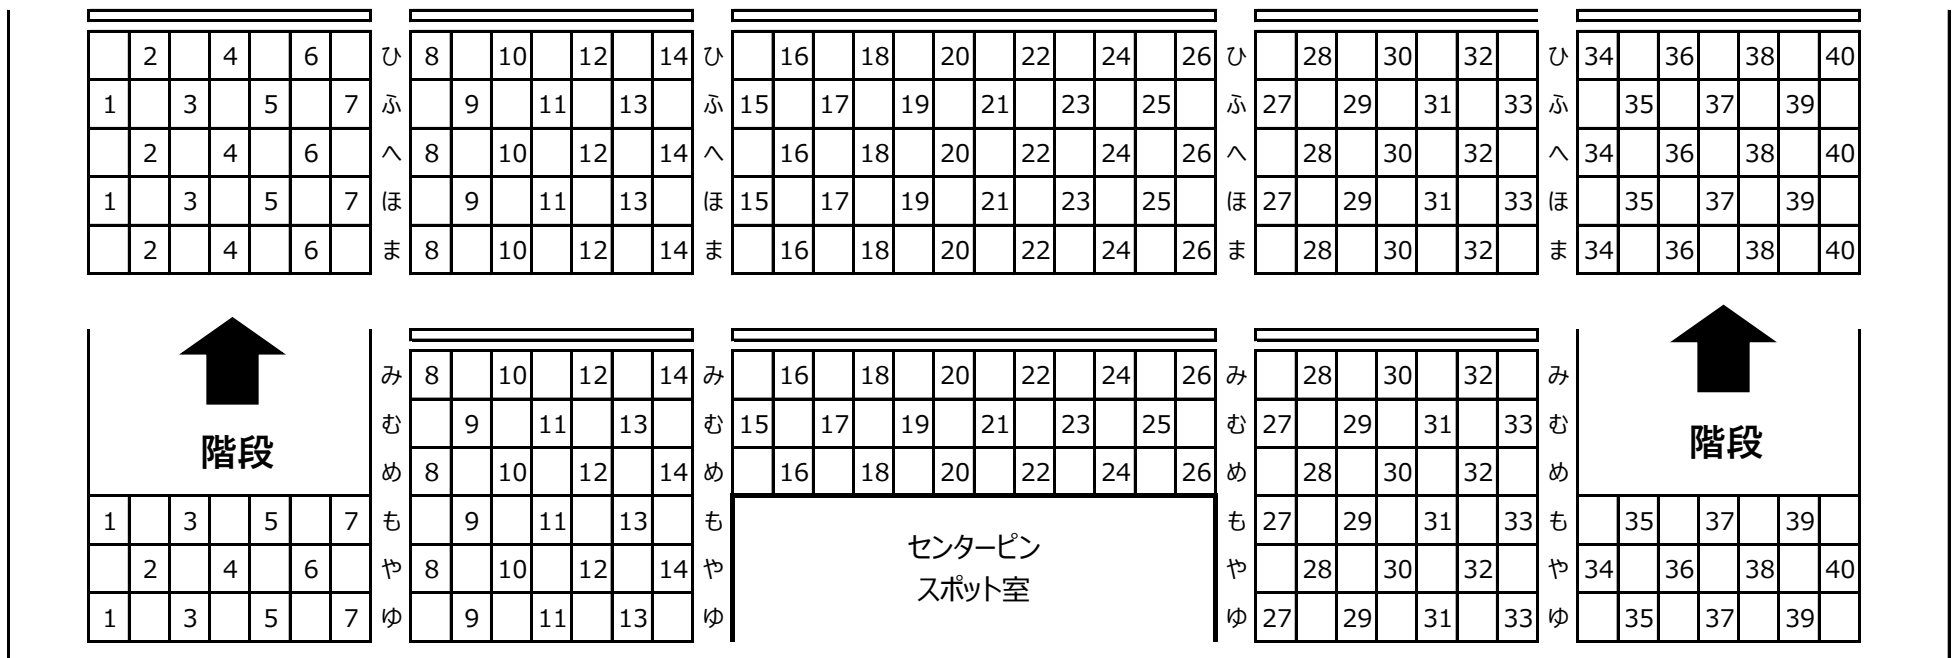 2 4 6 ひ 8 10 12 14 ひ 16 18 20 22 24 26 ひ 28 30 32 ひ 34 36 38 40
1 3 5 7 ふ 9 11 13 ふ 15 17 19 21 23 25 ふ 27 29 31 33 ふ 35 37 39
2 4 6 へ 8 10 12 14 へ 16 18 20 22 24 26 へ 28 30 32 へ 34 36 38 40
1 3 5 7 ほ 9 11 13 ほ 15 17 19 21 23 25 ほ 27 29 31 33 ほ 35 37 39
2 4 6 ま 8 10 12 14 ま 16 18 20 22 24 26 ま 28 30 32 ま 34 36 38 40
み 8 10 12 14 み 16 18 20 22 24 26 み 28 30 32 み
む 9 11 13 む 15 17 19 21 23 25 む 27 29 31 33 む
階段 階段
め 8 10 12 14 め 16 18 20 22 24 26 め 28 30 32 め
1 3 5 7 も 9 11 13 も も 27 29 31 33 も 35 37 39
センターピン
2 4 6 や 8 10 12 14 や や 28 30 32 や 34 36 38 40
スポット室
1 3 5 7 ゆ 9 11 13 ゆ ゆ 27 29 31 33 ゆ 35 37 39